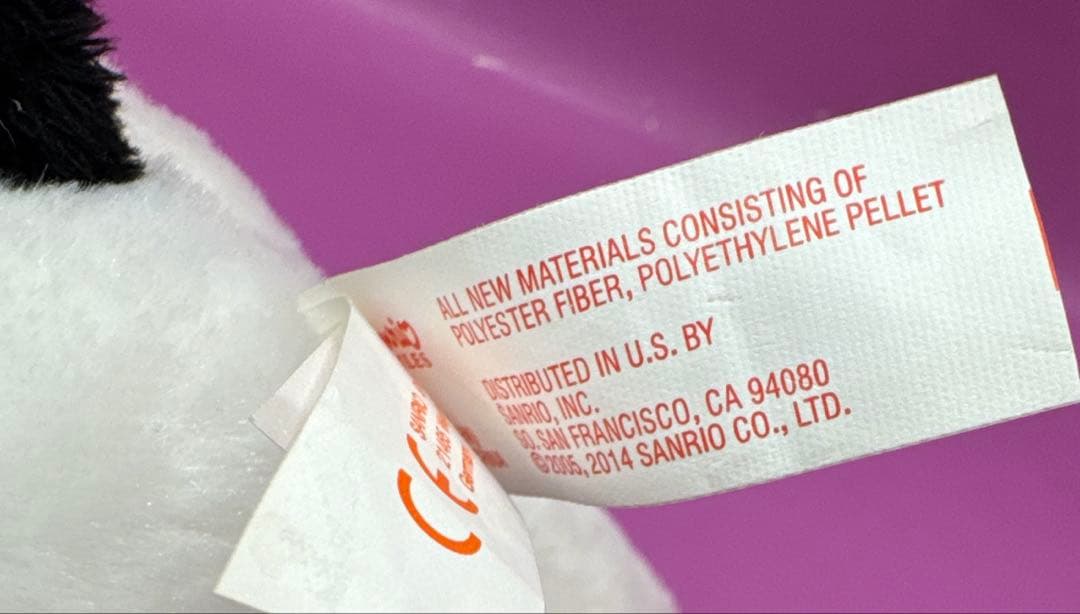 ALL NEW MATERIALS CONSISTING OF
POLYESTER FIBER, POLYETHYLENE PELLET
DISTRIBUTED IN U.S. BY
SANRIO, INC.
SO. SAN FRANCISCO, CA 94080
©2005, 2014 SANRIO CO., LTD.
CE